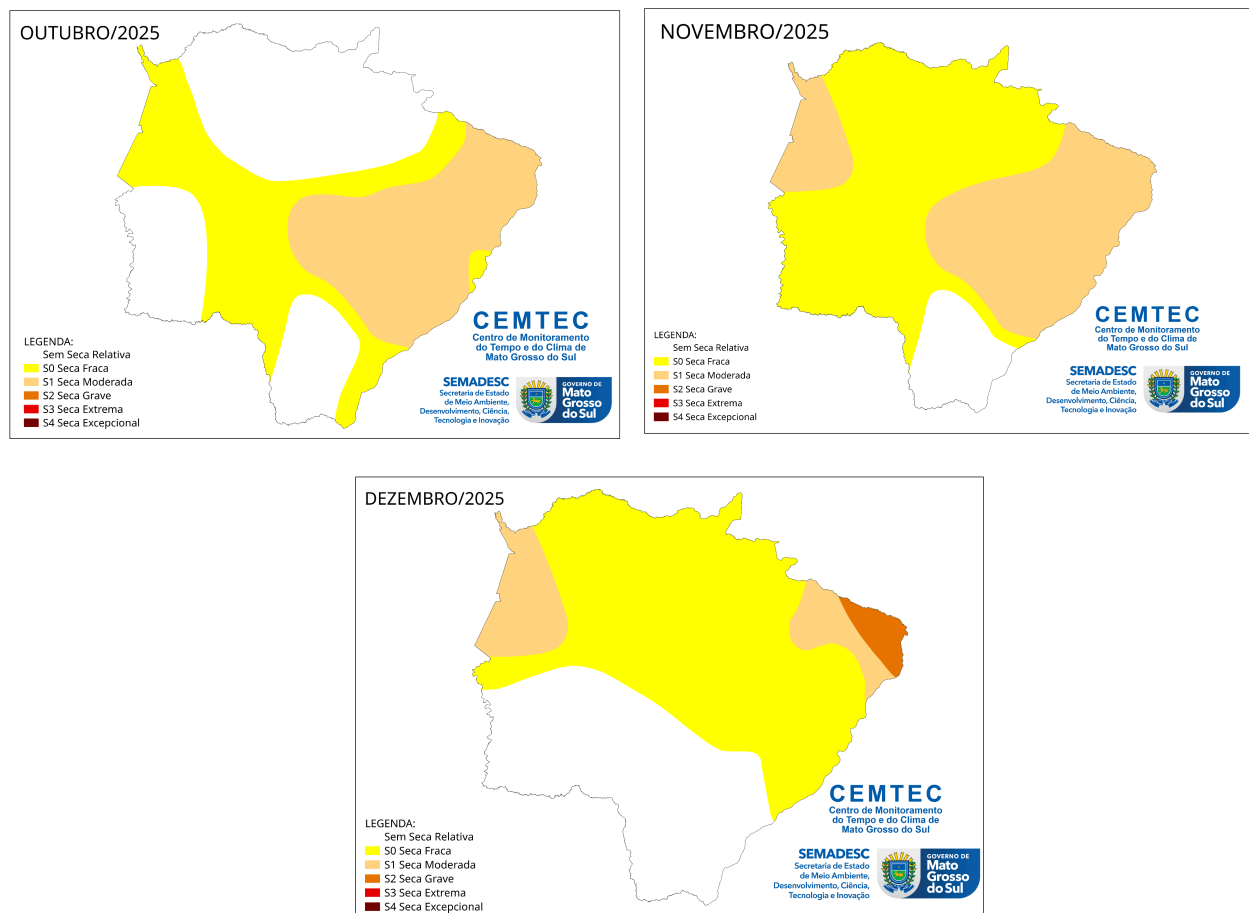 OUTUBRO/2025
LEGENDA:
Sem Seca Relativa
S0 Seca Fraca
S1 Seca Moderada
S2 Seca Grave
S3 Seca Extrema
S4 Seca Excepcional
CEMTEC
Centro de Monitoramento
do Tempo e do Clima de
Mato Grosso do Sul
SEMADESC
Secretaria de Estado
de Meio Ambiente,
Desenvolvimento, Ciência,
Tecnologia e Inovação
GOVERNO DE
Mato
Grosso
do Sul
NOVEMBRO/2025
LEGENDA:
Sem Seca Relativa
S0 Seca Fraca
S1 Seca Moderada
S2 Seca Grave
S3 Seca Extrema
S4 Seca Excepcional
CEMTEC
Centro de Monitoramento
do Tempo e do Clima de
Mato Grosso do Sul
SEMADESC
Secretaria de Estado
de Meio Ambiente,
Desenvolvimento, Ciência,
Tecnologia e Inovação
GOVERNO DE
Mato
Grosso
do Sul
DEZEMBRO/2025
LEGENDA:
Sem Seca Relativa
S0 Seca Fraca
S1 Seca Moderada
S2 Seca Grave
S3 Seca Extrema
S4 Seca Excepcional
CEMTEC
Centro de Monitoramento
do Tempo e do Clima de
Mato Grosso do Sul
SEMADESC
Secretaria de Estado
de Meio Ambiente,
Desenvolvimento, Ciência,
Tecnologia e Inovação
GOVERNO DE
Mato
Grosso
do Sul